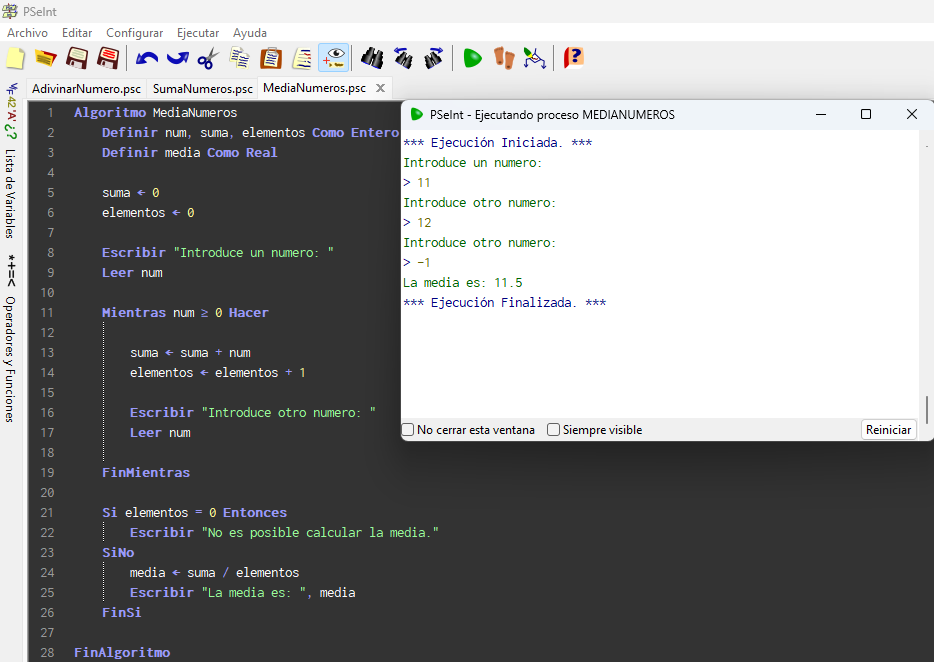 PSeInt
Archivo Editar Configurar Ejecutar Ayuda
AdivinarNumero.psc SumaNumeros.psc MediaNumeros.psc
Lista de Variables
*+=<
Operadores y Funciones
1 Algoritmo MediaNumeros
2 Definir num, suma, elementos Como Entero
3 Definir media Como Real
4
5 suma ← 0
6 elementos ← 0
7
8 Escribir "Introduce un numero: "
9 Leer num
10
11 Mientras num ≥ 0 Hacer
12
13 suma ← suma + num
14 elementos ← elementos + 1
15
16 Escribir "Introduce otro numero: "
17 Leer num
18
19 FinMientras
20
21 Si elementos = 0 Entonces
22 Escribir "No es posible calcular la media."
23 SiNo
24 media ← suma / elementos
25 Escribir "La media es: ", media
26 FinSi
27
28 FinAlgoritmo
PSeInt - Ejecutando proceso MEDIANUMEROS
*** Ejecución Iniciada. ***
Introduce un numero:
> 11
Introduce otro numero:
> 12
Introduce otro numero:
> -1
La media es: 11.5
*** Ejecución Finalizada. ***
No cerrar esta ventana Siempre visible Reiniciar